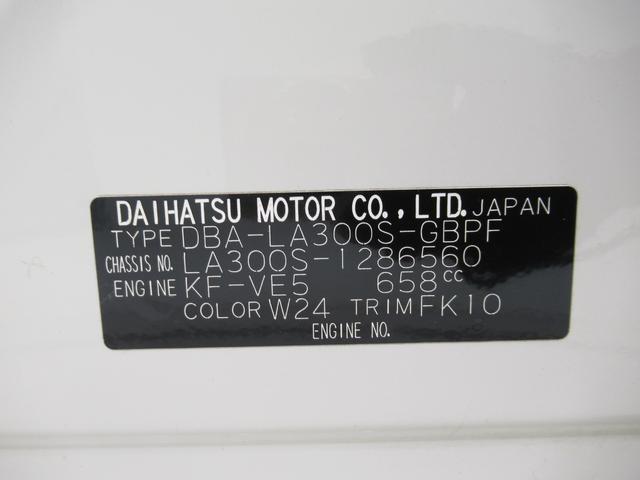 DAIHATSU MOTOR CO.,LTD. JAPAN
TYPE DBA-LA300S-GBPF
CHASSIS NO. LA300S-1286560
ENGINE KF-VE5 658cc
COLOR W24 TRIM FK10
ENGINE NO.